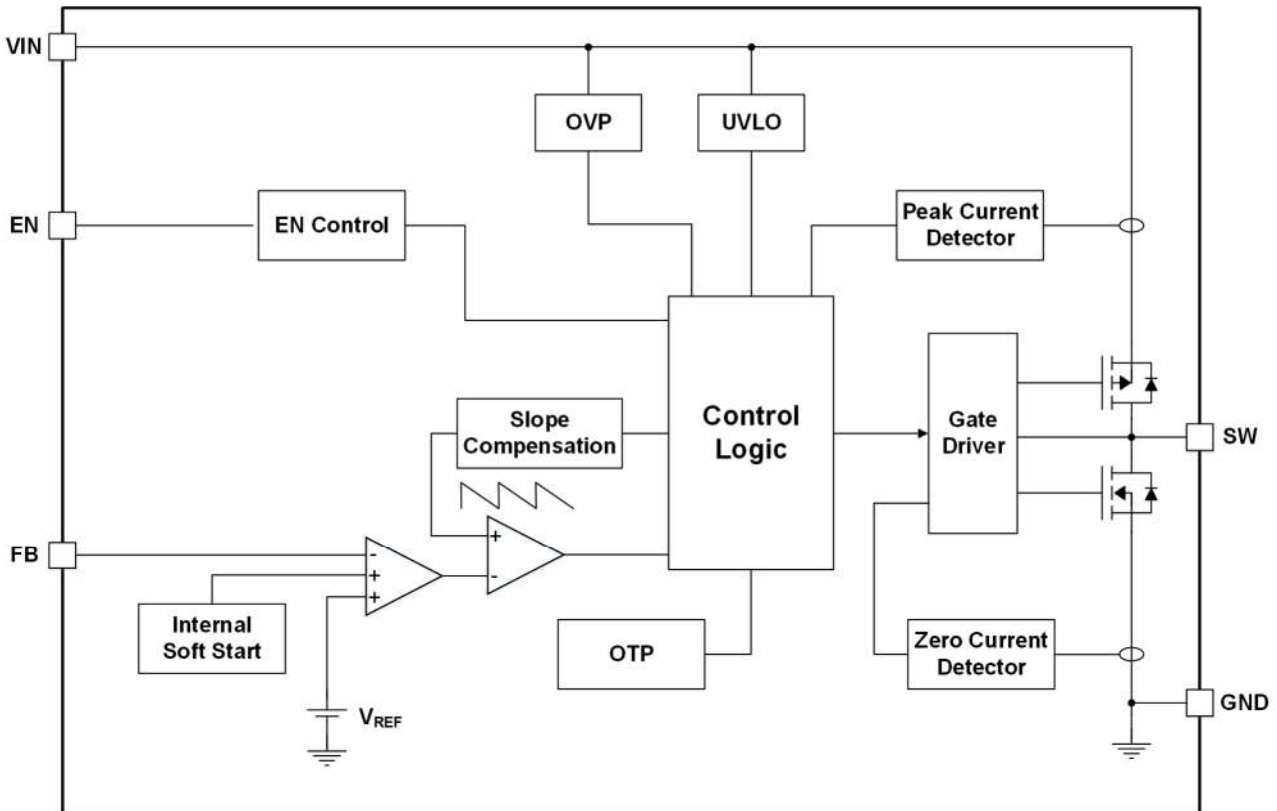 VIN
OVP
UVLO
EN
EN Control
Peak Current
Detector
Slope
Compensation
Control
Logic
Gate
Driver
SW
FB
+
-
-
+
+
Internal
Soft Start
OTP
Zero Current
Detector
VREF
GND